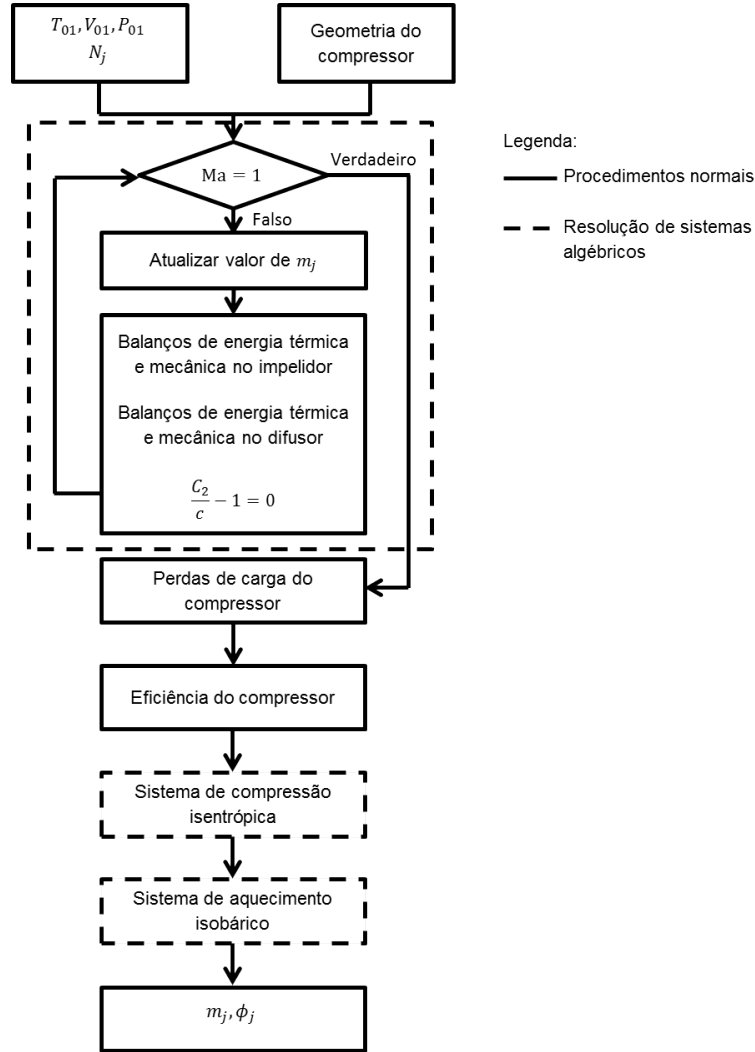 T₀₁, V₀₁, P₀₁
Nⱼ
Geometria do
compressor
Ma = 1
Verdadeiro
Falso
Atualizar valor de mⱼ
Balanços de energia térmica
e mecânica no impelidor
Balanços de energia térmica
e mecânica no difusor
C₂/c − 1 = 0
Perdas de carga do
compressor
Eficiência do compressor
Sistema de compressão
isentrópica
Sistema de aquecimento
isobárico
mⱼ, ϕⱼ
Legenda:
Procedimentos normais
Resolução de sistemas
algébricos